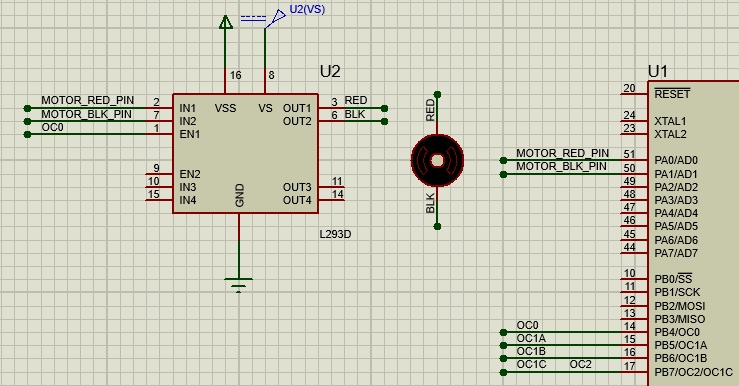 U2(VS)
16 8 U2
MOTOR_RED_PIN 2 IN1 VSS VS OUT1 3 RED
MOTOR_BLK_PIN 7 IN2 OUT2 6 BLK
OC0 1 EN1
9 EN2
10 IN3 OUT3 11
15 IN4 OUT4 14
GND
L293D
RED
BLK
U1
20 RESET
24 XTAL1
23 XTAL2
MOTOR_RED_PIN 51 PA0/AD0
MOTOR_BLK_PIN 50 PA1/AD1
49 PA2/AD2
48 PA3/AD3
47 PA4/AD4
46 PA5/AD5
45 PA6/AD6
44 PA7/AD7
10 PB0/SS
11 PB1/SCK
12 PB2/MOSI
13 PB3/MISO
OC0 14 PB4/OC0
OC1A 15 PB5/OC1A
OC1B 16 PB6/OC1B
OC1C OC2 17 PB7/OC2/OC1C